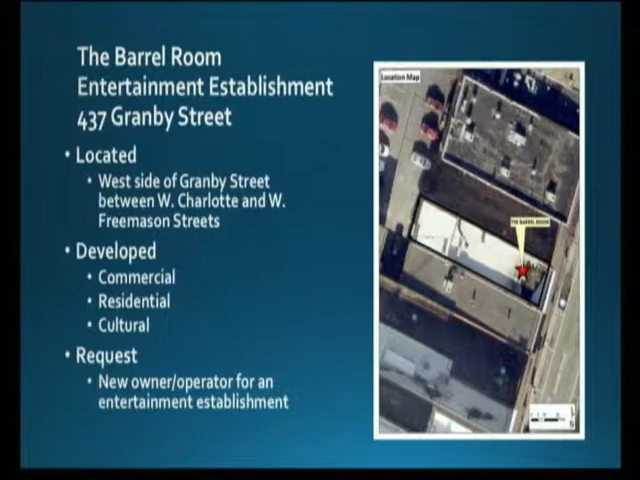 The Barrel Room
Entertainment Establishment
437 Granby Street
• Located
• West side of Granby Street
between W. Charlotte and W.
Freemason Streets
• Developed
• Commercial
• Residential
• Cultural
• Request
• New owner/operator for an
entertainment establishment
Location Map
THE BARREL ROOM